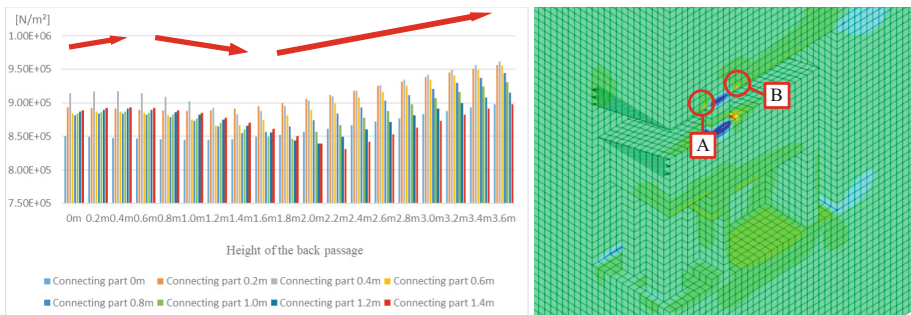 [N/m²]
1.00E+06
9.50E+05
9.00E+05
8.50E+05
8.00E+05
7.50E+05
0m 0.2m 0.4m 0.6m 0.8m 1.0m 1.2m 1.4m 1.6m 1.8m 2.0m 2.2m 2.4m 2.6m 2.8m 3.0m 3.2m 3.4m 3.6m
Height of the back passage
Connecting part 0m Connecting part 0.2m Connecting part 0.4m Connecting part 0.6m
Connecting part 0.8m Connecting part 1.0m Connecting part 1.2m Connecting part 1.4m
B
A